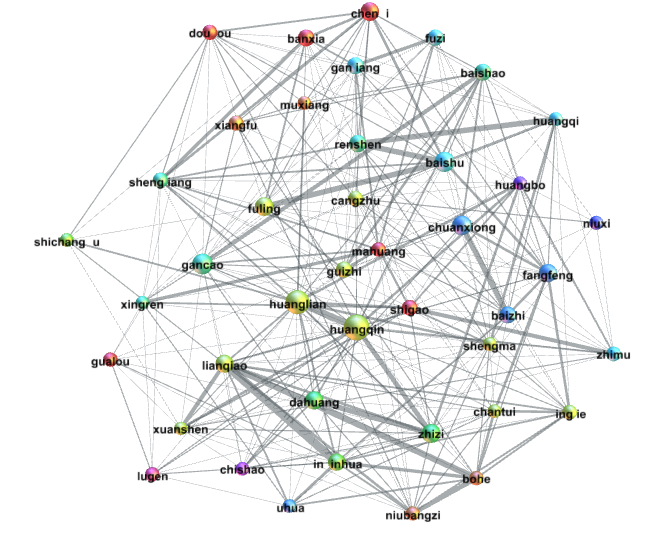 chen i
dou ou
banxia
fuzi
gan iang
baishao
muxiang
xiangfu
huangqi
renshen
baishu
sheng iang
huangbo
fuling
cangzhu
niuxi
chuanxiong
shichang u
mahuang
gancao
guizhi
fangfeng
xingren
huanglian
shigao
baizhi
huangqin
shengma
zhimu
gualou
lianqiao
dahuang
chantui
ing ie
xuanshen
zhizi
in inhua
chishao
lugen
bohe
uhua
niubangzi